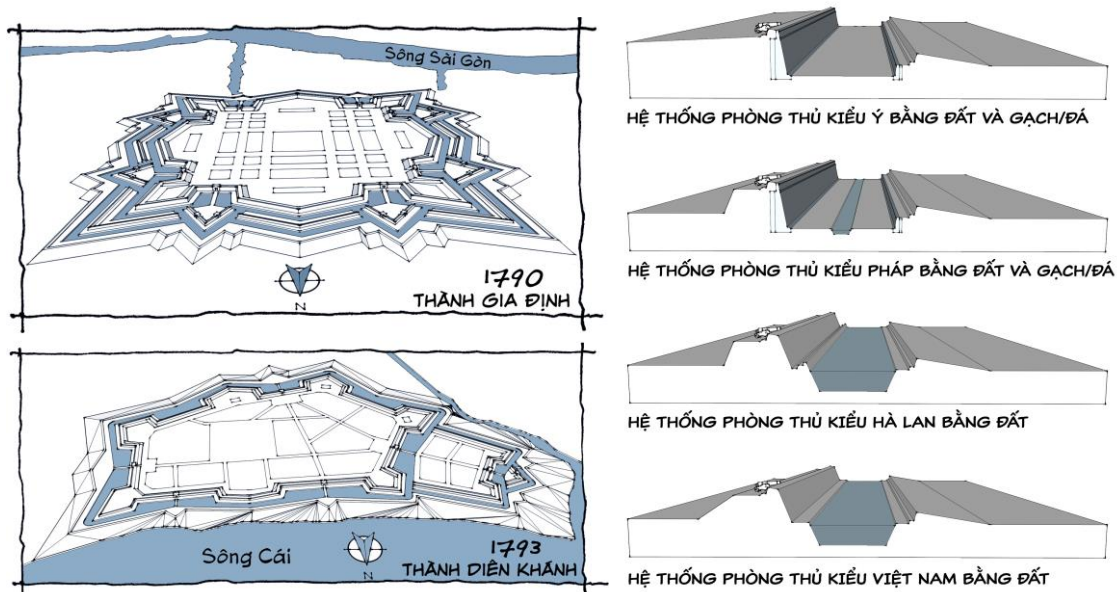 Sông Sài Gòn
N
1790
THÀNH GIA ĐỊNH
Sông Cái
N
1793
THÀNH DIÊN KHÁNH
HỆ THỐNG PHÒNG THỦ KIỂU Ý BẰNG ĐẤT VÀ GẠCH/ĐÁ
HỆ THỐNG PHÒNG THỦ KIỂU PHÁP BẰNG ĐẤT VÀ GẠCH/ĐÁ
HỆ THỐNG PHÒNG THỦ KIỂU HÀ LAN BẰNG ĐẤT
HỆ THỐNG PHÒNG THỦ KIỂU VIỆT NAM BẰNG ĐẤT